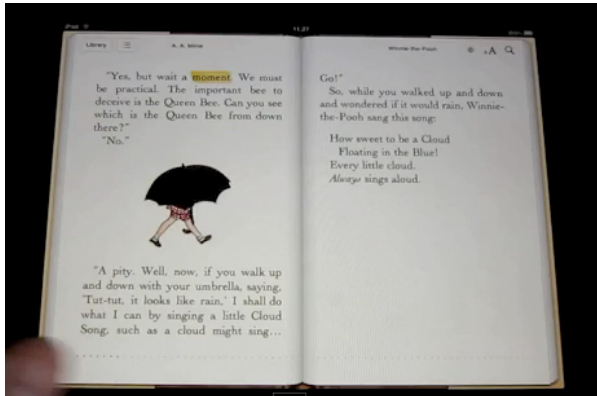 iPad
11.27
Library
A. A. Milne
"Yes, but wait a moment. We must
be practical. The important bee to
deceive is the Queen Bee. Can you see
which is the Queen Bee from down
there?"
"No."
"A pity. Well, now, if you walk up
and down with your umbrella, saying,
'Tut-tut, it looks like rain,' I shall do
what I can by singing a little Cloud
Song, such as a cloud might sing...
Winnie-the-Pooh
AA
Go!"
So, while you walked up and down
and wondered if it would rain, Winnie-
the-Pooh sang this song:
How sweet to be a Cloud
Floating in the Blue!
Every little cloud
Always sings aloud.